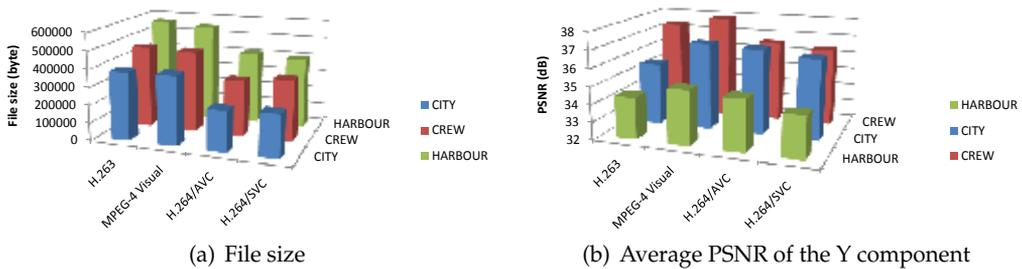 File size (byte)
600000
500000
400000
300000
200000
100000
0
H.263
MPEG-4 Visual
H.264/AVC
H.264/SVC
HARBOUR
CREW
CITY
CITY
CREW
HARBOUR
(a) File size
PSNR (dB)
38
37
36
35
34
33
32
H.263
MPEG-4 Visual
H.264/AVC
H.264/SVC
CREW
CITY
HARBOUR
HARBOUR
CITY
CREW
(b) Average PSNR of the Y component